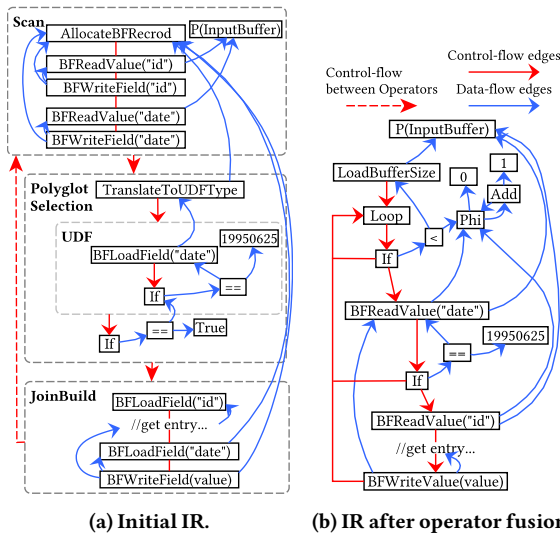 Scan
AllocateBFRecrod
P(InputBuffer)
BFReadValue("id")
BFWriteField("id")
BFReadValue("date")
BFWriteField("date")
Polyglot
Selection
TranslateToUDFType
UDF
BFLoadField("date")
19950625
If
==
If
==
True
JoinBuild
BFLoadField("id")
//get entry...
BFLoadField("date")
BFWriteField(value)
(a) Initial IR.
Control-flow edges
Control-flow
between Operators
Data-flow edges
P(InputBuffer)
LoadBufferSize
0
1
Add
Loop
<
Phi
If
BFReadValue("date")
19950625
==
If
BFReadValue("id")
//get entry...
BFWriteValue(value)
(b) IR after operator fusion